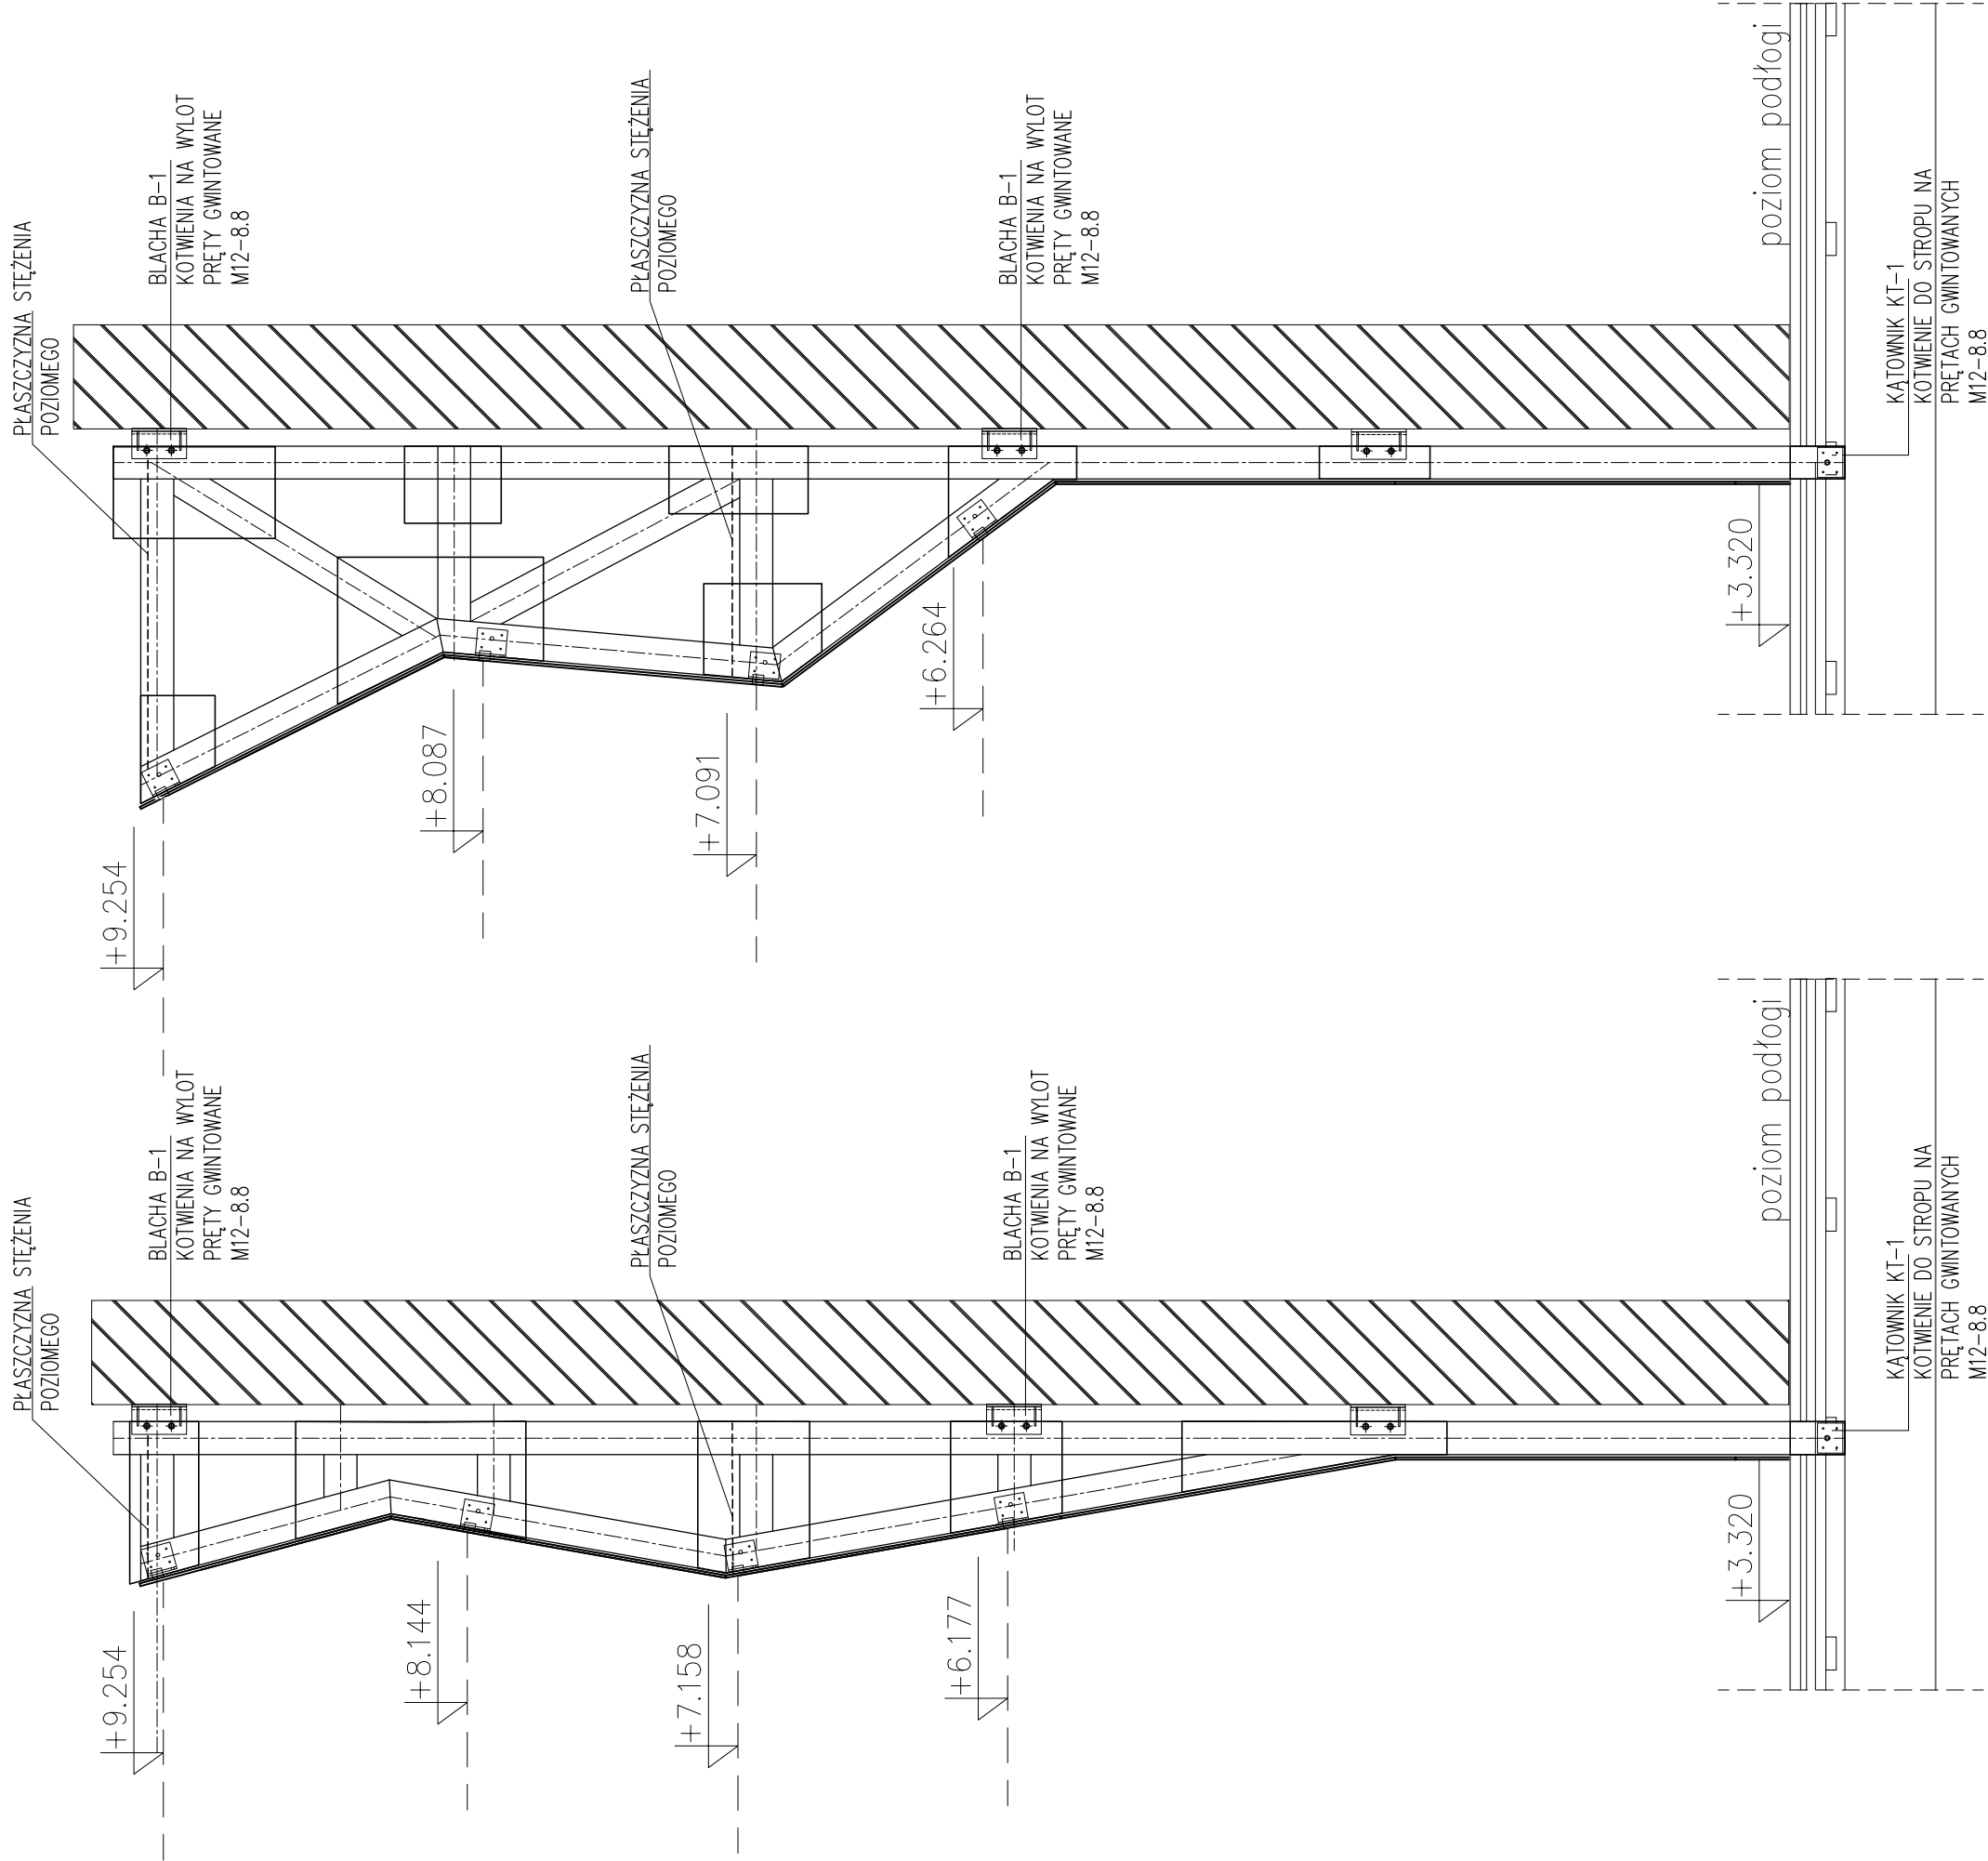 PŁASZCZYZNA STĘŻENIA
POZIOMEGO
BLACHA B-1
KOTWIENIA NA WYLOT
PRĘTY GWINTOWANE
M12-8.8
PŁASZCZYZNA STĘŻENIA
POZIOMEGO
BLACHA B-1
KOTWIENIA NA WYLOT
PRĘTY GWINTOWANE
M12-8.8
poziom podłogi
KĄTOWNIK KT-1
KOTWIENIE DO STROPU NA
PRĘTACH GWINTOWANYCH
M12-8.8
+9.254
+8.087
+7.091
+6.264
+3.320
PŁASZCZYZNA STĘŻENIA
POZIOMEGO
BLACHA B-1
KOTWIENIA NA WYLOT
PRĘTY GWINTOWANE
M12-8.8
PŁASZCZYZNA STĘŻENIA
POZIOMEGO
BLACHA B-1
KOTWIENIA NA WYLOT
PRĘTY GWINTOWANE
M12-8.8
poziom podłogi
KĄTOWNIK KT-1
KOTWIENIE DO STROPU NA
PRĘTACH GWINTOWANYCH
M12-8.8
+9.254
+8.144
+7.158
+6.177
+3.320